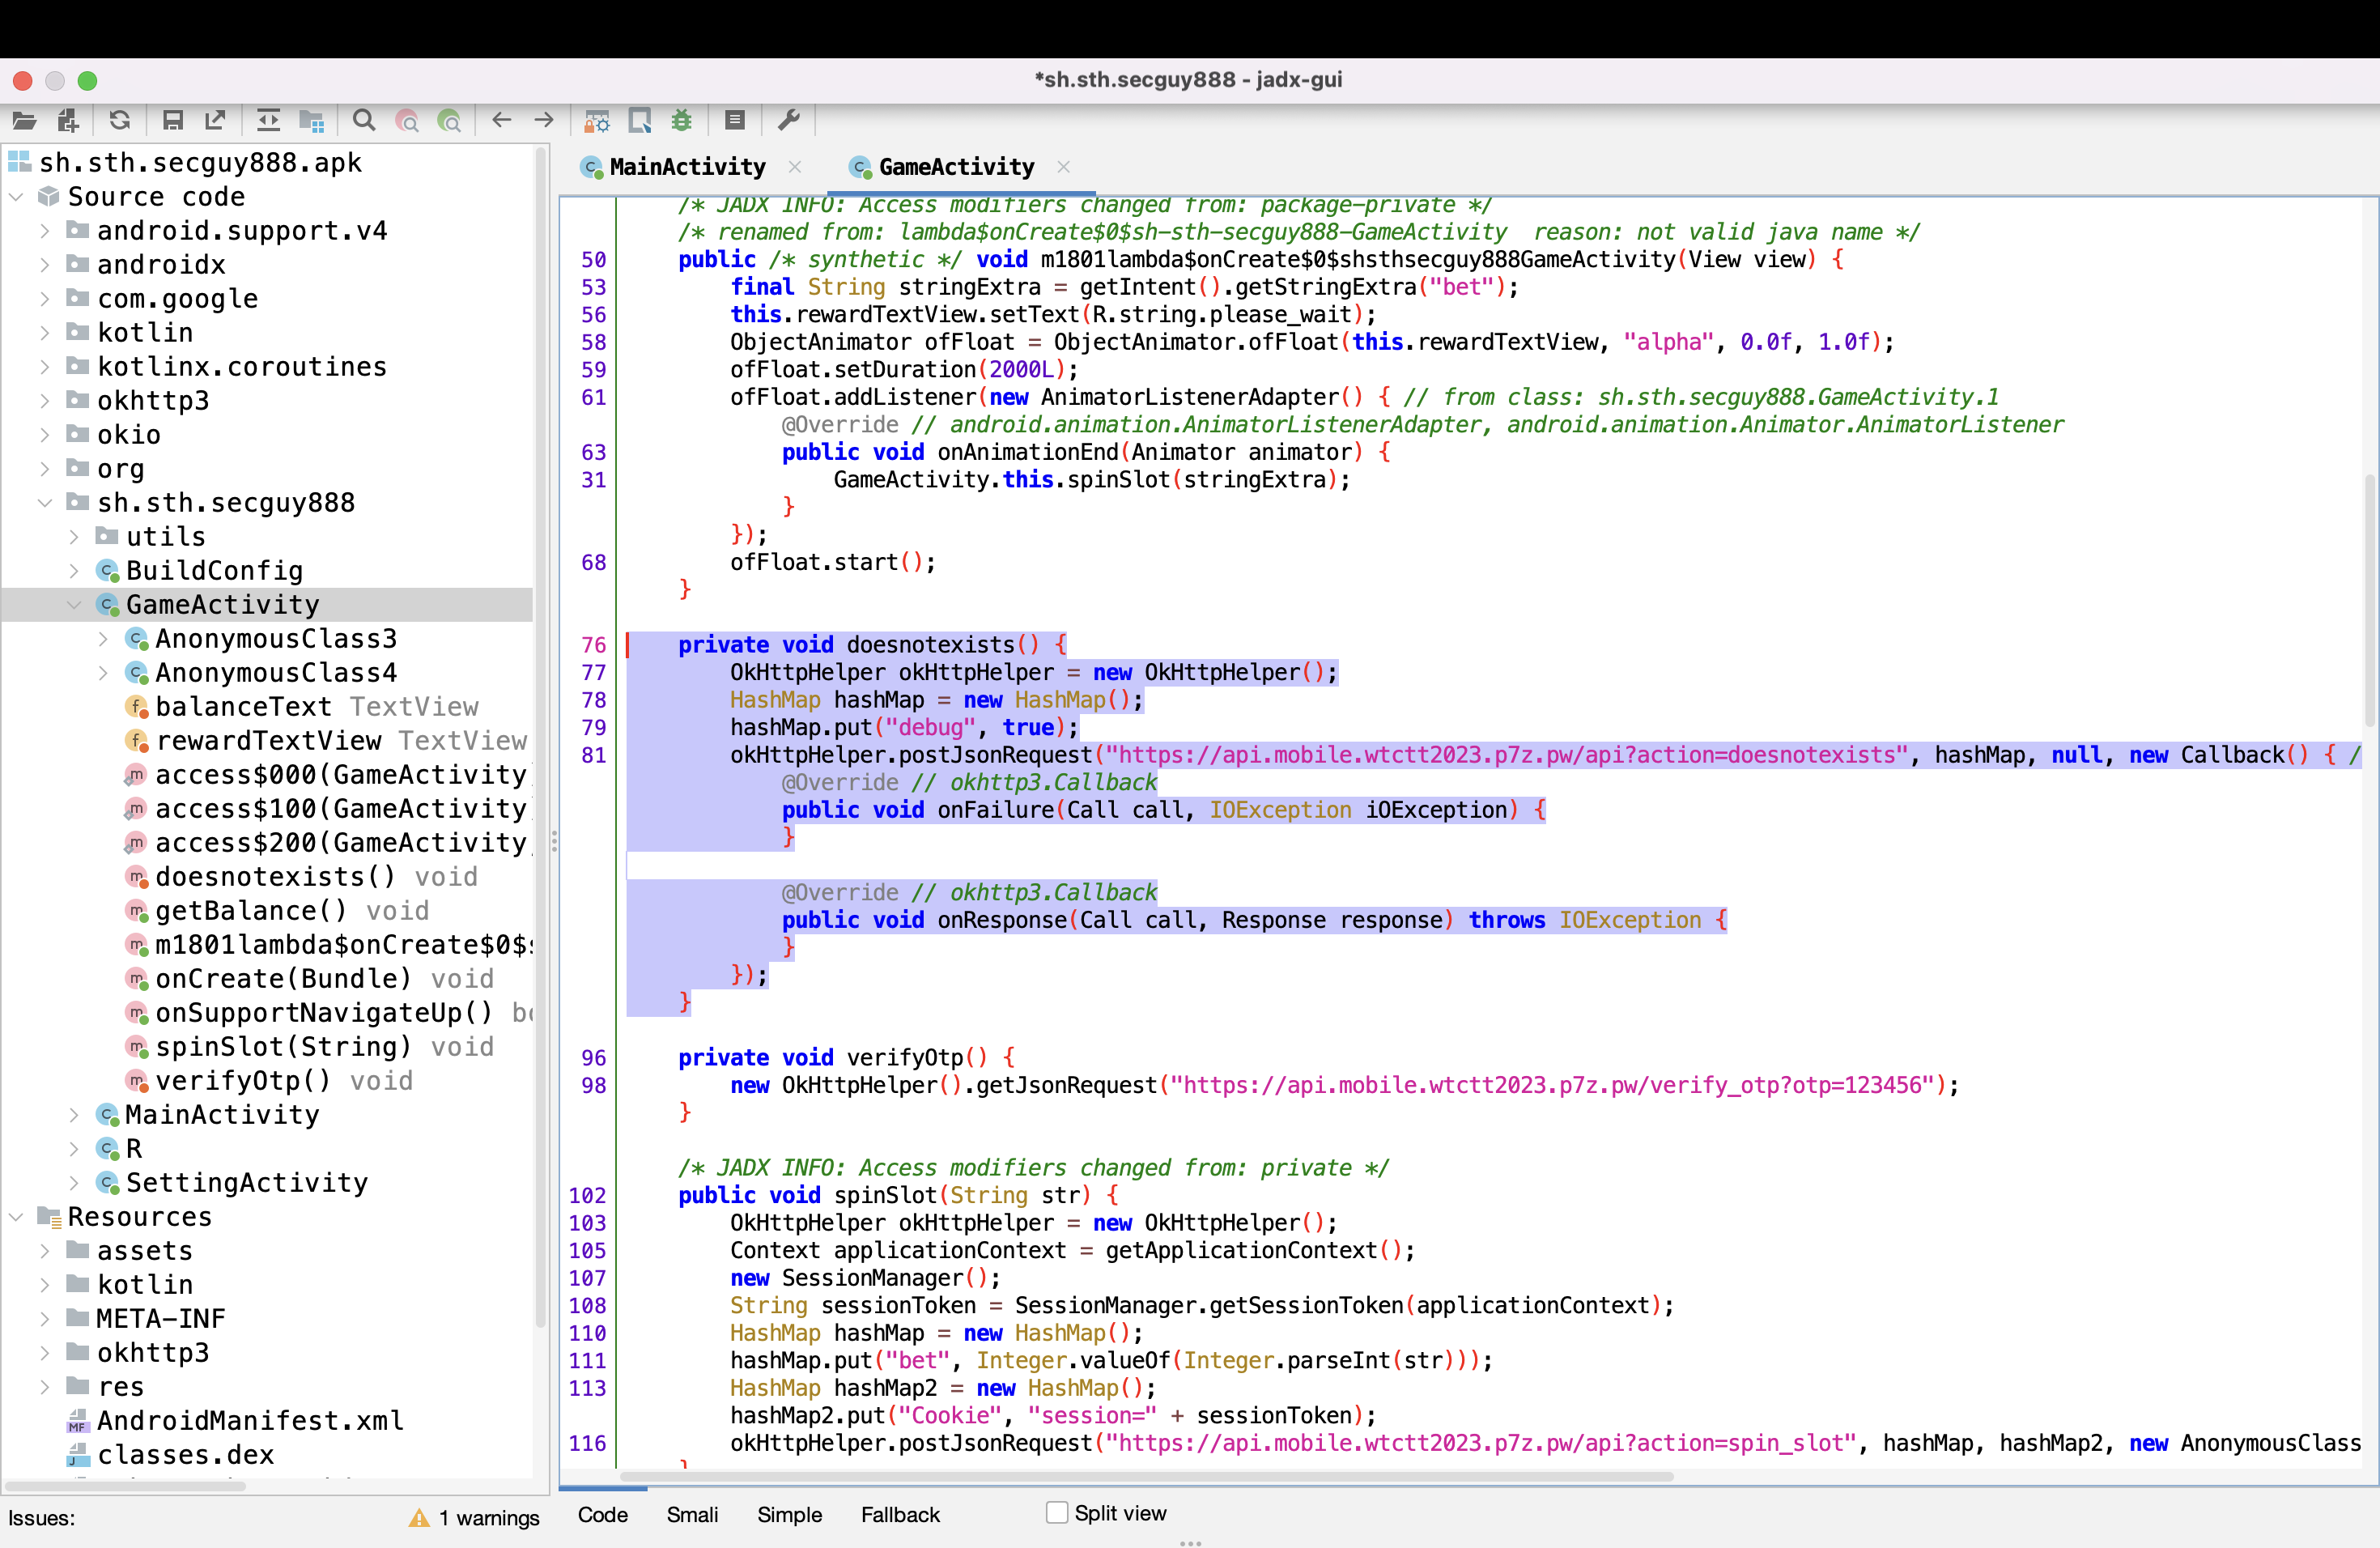 *sh.sth.secguy888 - jadx-gui
sh.sth.secguy888.apk
Source code
android.support.v4
androidx
com.google
kotlin
kotlinx.coroutines
okhttp3
okio
org
sh.sth.secguy888
utils
BuildConfig
GameActivity
AnonymousClass3
AnonymousClass4
balanceText TextView
rewardTextView TextView
access$000(GameActivity
access$100(GameActivity
access$200(GameActivity
doesnotexists() void
getBalance() void
m1801lambda$onCreate$0$s
onCreate(Bundle) void
onSupportNavigateUp() bo
spinSlot(String) void
verifyOtp() void
MainActivity
R
SettingActivity
Resources
assets
kotlin
META-INF
okhttp3
res
AndroidManifest.xml
classes.dex
Issues:
1 warnings
MainActivity
GameActivity
/* JADX INFO: Access modifiers changed from: package-private */
/* renamed from: lambda$onCreate$0$sh-sth-secguy888-GameActivity  reason: not valid java name */
50 public /* synthetic */ void m1801lambda$onCreate$0$shsthsecguy888GameActivity(View view) {
53 final String stringExtra = getIntent().getStringExtra("bet");
56 this.rewardTextView.setText(R.string.please_wait);
58 ObjectAnimator ofFloat = ObjectAnimator.ofFloat(this.rewardTextView, "alpha", 0.0f, 1.0f);
59 ofFloat.setDuration(2000L);
61 ofFloat.addListener(new AnimatorListenerAdapter() { // from class: sh.sth.secguy888.GameActivity.1
@Override // android.animation.AnimatorListenerAdapter, android.animation.Animator.AnimatorListener
63 public void onAnimationEnd(Animator animator) {
31 GameActivity.this.spinSlot(stringExtra);
}
});
68 ofFloat.start();
}
76 private void doesnotexists() {
77 OkHttpHelper okHttpHelper = new OkHttpHelper();
78 HashMap hashMap = new HashMap();
79 hashMap.put("debug", true);
81 okHttpHelper.postJsonRequest("https://api.mobile.wtctt2023.p7z.pw/api?action=doesnotexists", hashMap, null, new Callback() { /
@Override // okhttp3.Callback
public void onFailure(Call call, IOException iOException) {
}
@Override // okhttp3.Callback
public void onResponse(Call call, Response response) throws IOException {
}
});
}
96 private void verifyOtp() {
98 new OkHttpHelper().getJsonRequest("https://api.mobile.wtctt2023.p7z.pw/verify_otp?otp=123456");
}
/* JADX INFO: Access modifiers changed from: private */
102 public void spinSlot(String str) {
103 OkHttpHelper okHttpHelper = new OkHttpHelper();
105 Context applicationContext = getApplicationContext();
107 new SessionManager();
108 String sessionToken = SessionManager.getSessionToken(applicationContext);
110 HashMap hashMap = new HashMap();
111 hashMap.put("bet", Integer.valueOf(Integer.parseInt(str)));
113 HashMap hashMap2 = new HashMap();
hashMap2.put("Cookie", "session=" + sessionToken);
116 okHttpHelper.postJsonRequest("https://api.mobile.wtctt2023.p7z.pw/api?action=spin_slot", hashMap, hashMap2, new AnonymousClass
}
Code Smali Simple Fallback Split view